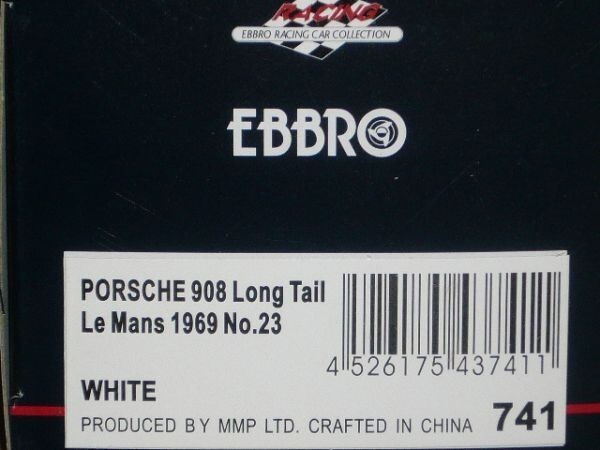 RACING
EBBRO RACING CAR COLLECTION
EBBRO
PORSCHE 908 Long Tail
Le Mans 1969 No.23
4 526175 437411
WHITE
PRODUCED BY MMP LTD. CRAFTED IN CHINA 741